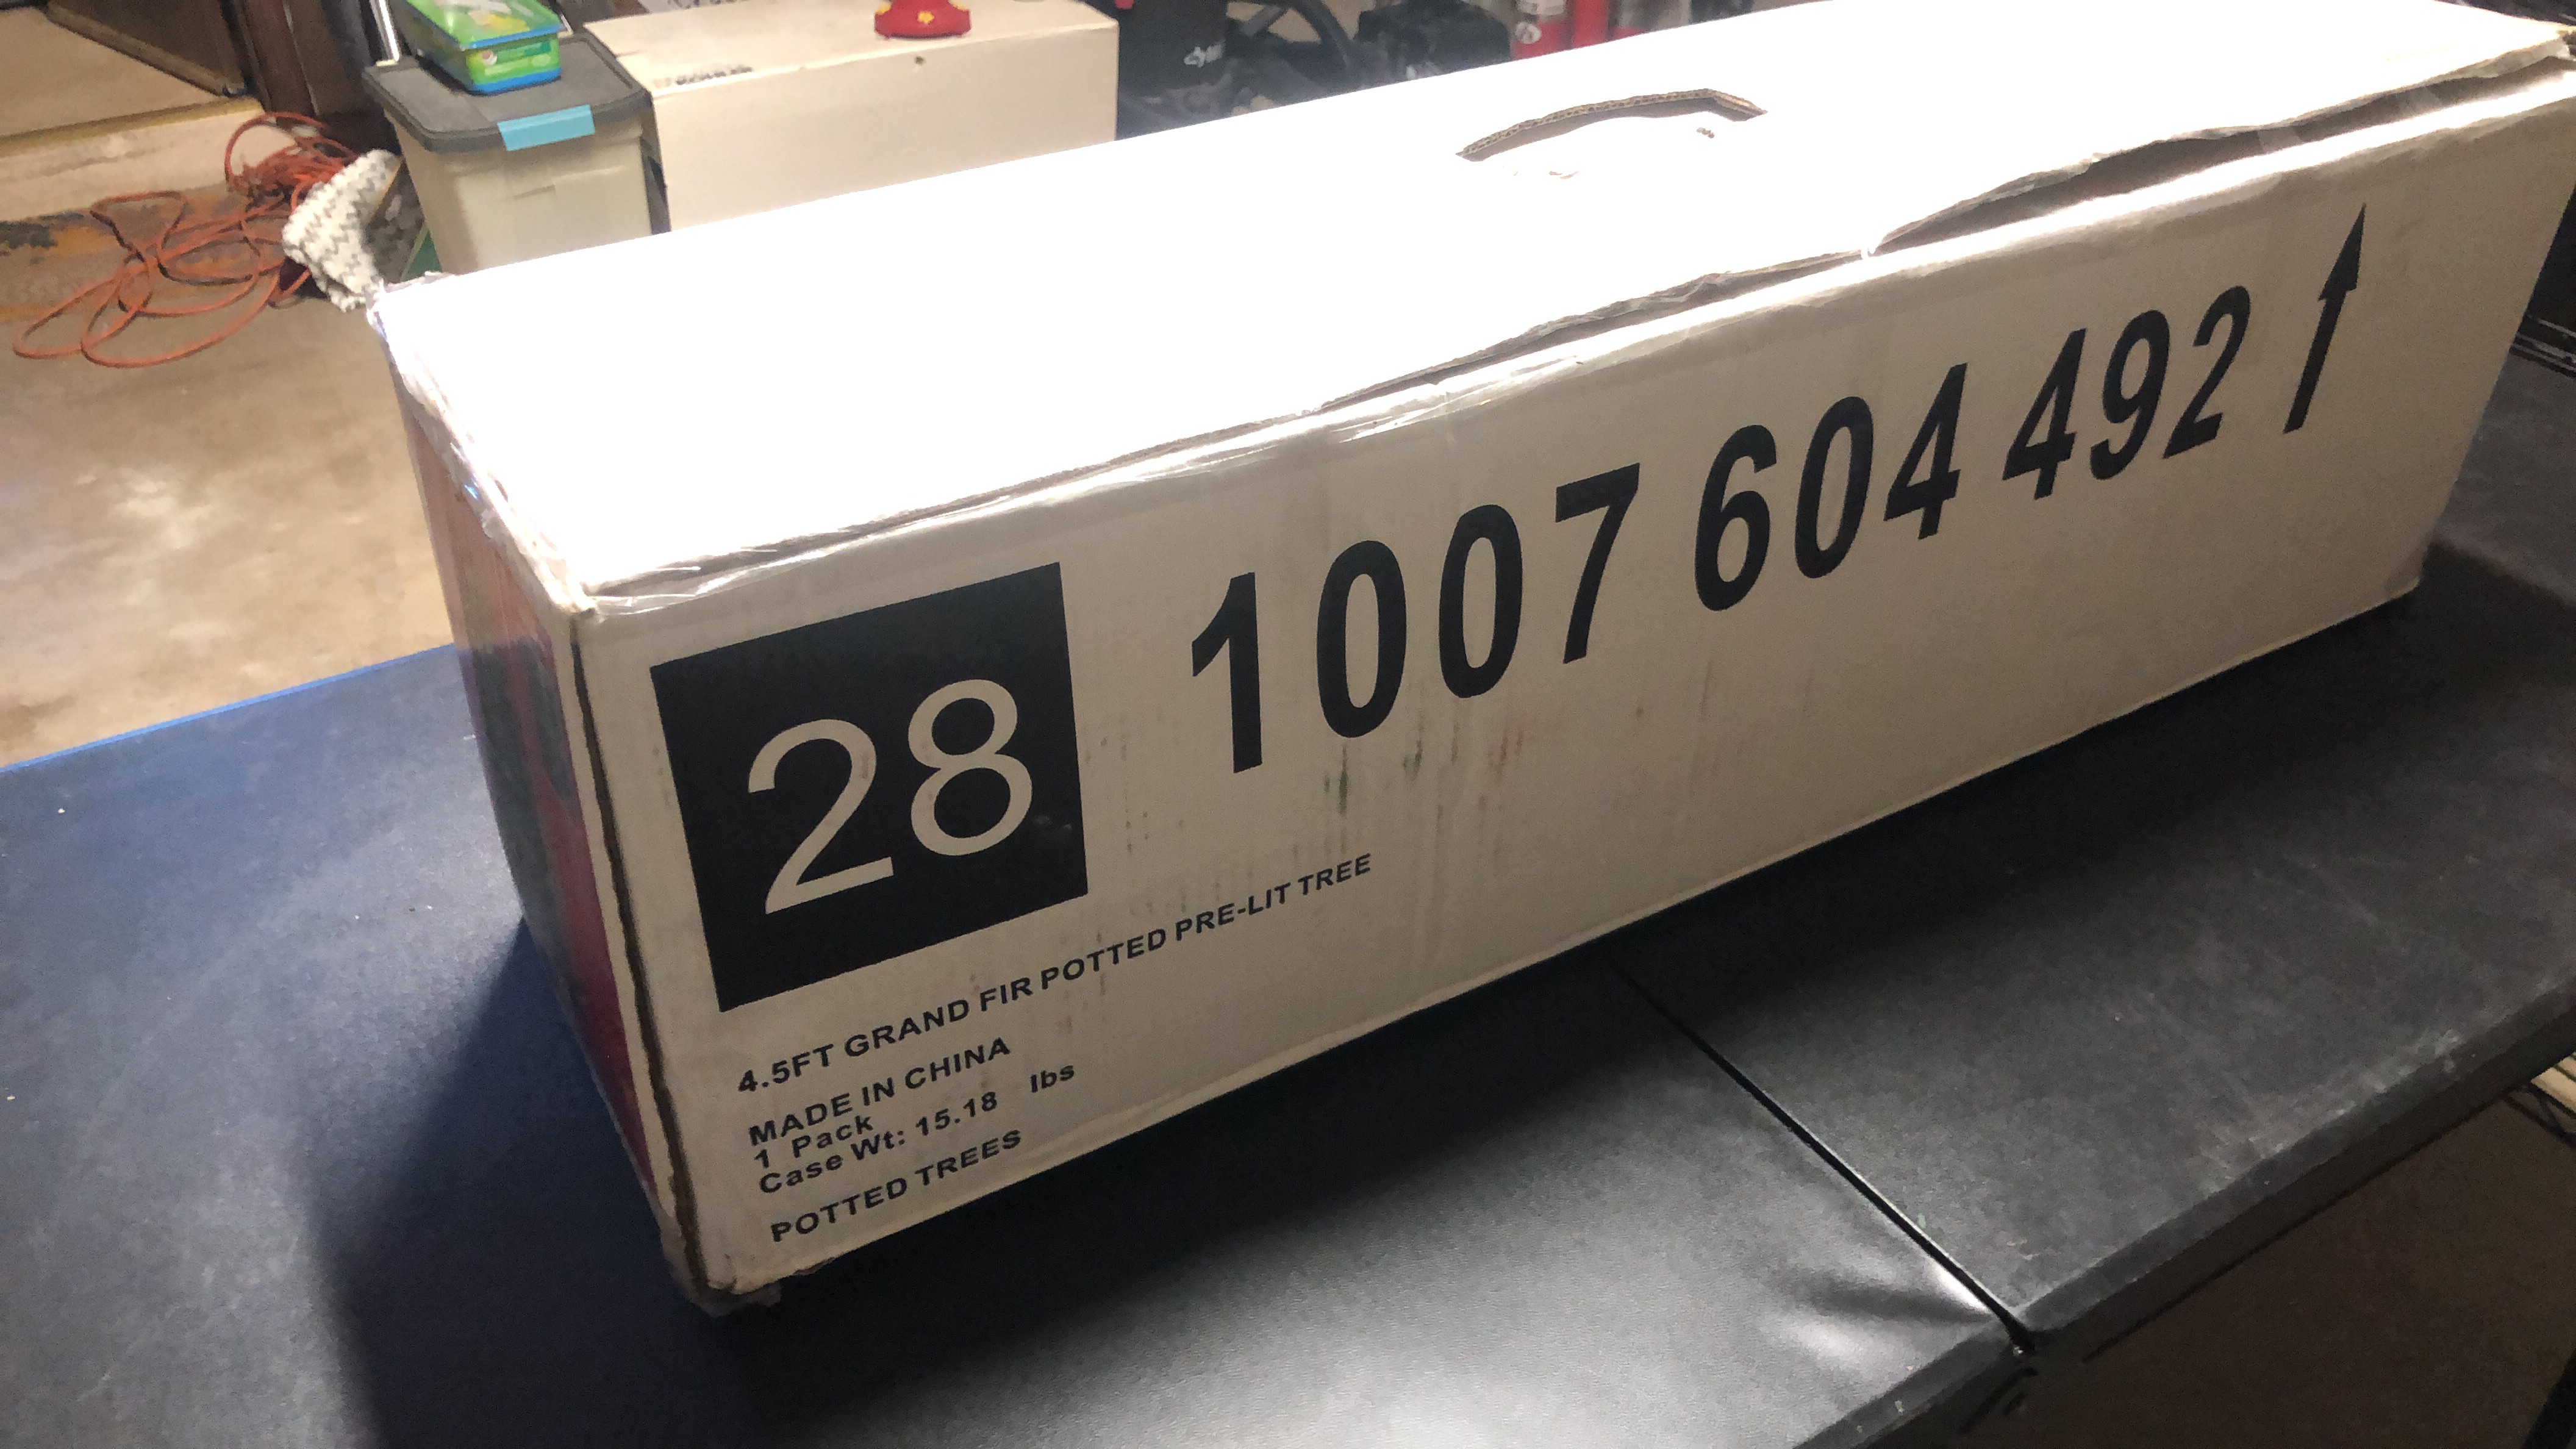 28
1007 604 492
4.5FT GRAND FIR POTTED PRE-LIT TREE
MADE IN CHINA
1 Pack
Case Wt: 15.18 lbs
POTTED TREES